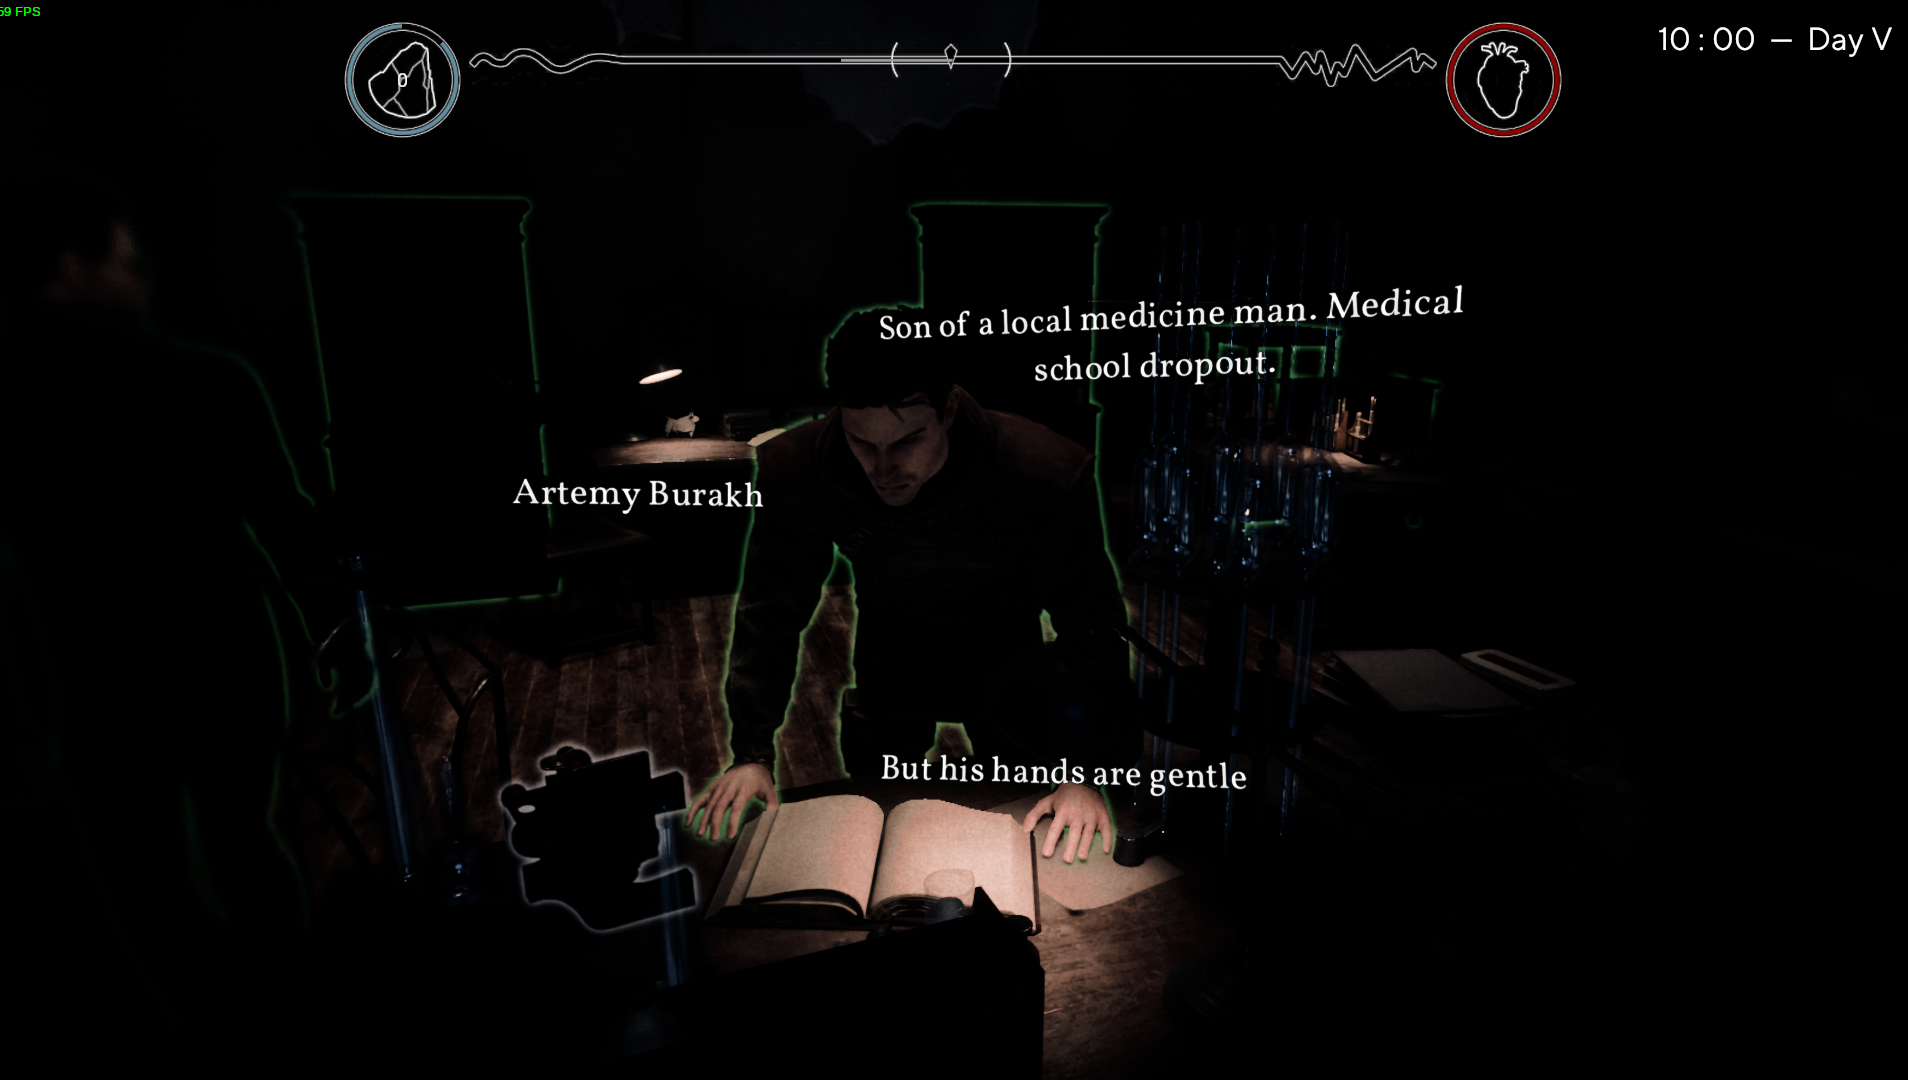 59 FPS
10 : 00 — Day V
Son of a local medicine man. Medical
school dropout.
Artemy Burakh
But his hands are gentle